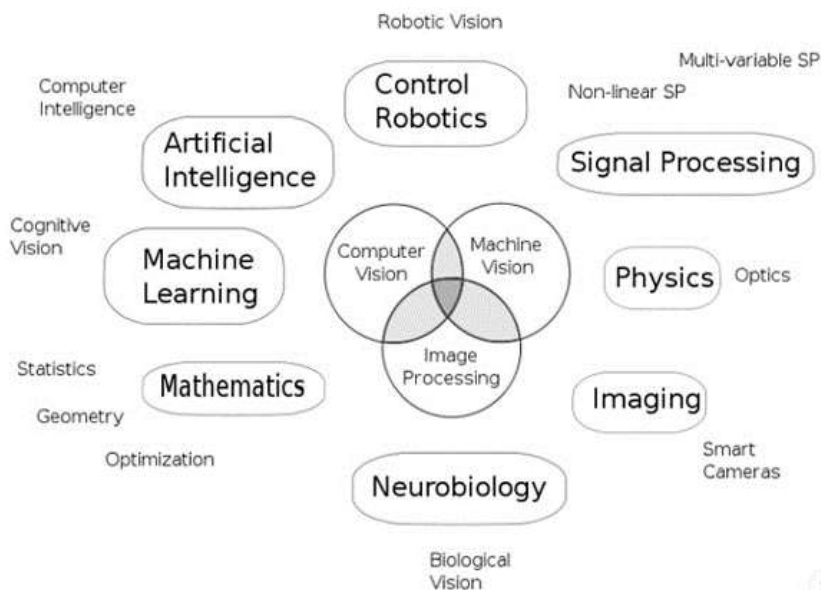 Robotic Vision
Multi-variable SP
Computer
Intelligence
Control
Robotics
Non-linear SP
Artificial
Intelligence
Signal Processing
Cognitive
Vision
Machine
Learning
Computer
Vision
Machine
Vision
Physics
Optics
Image
Processing
Statistics
Mathematics
Imaging
Geometry
Optimization
Smart
Cameras
Neurobiology
Biological
Vision